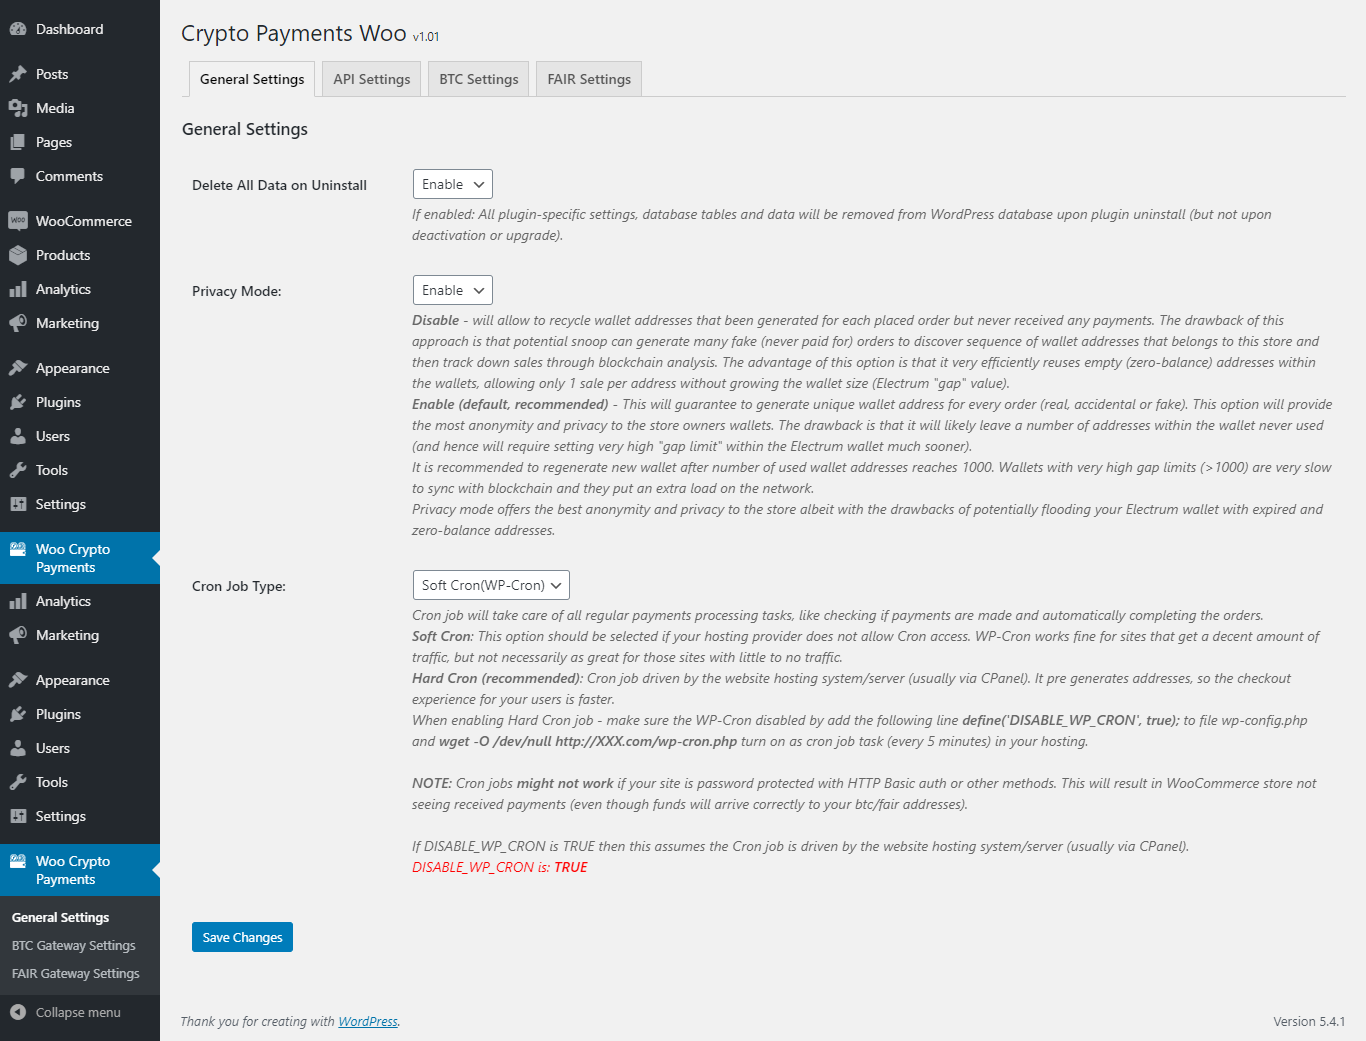 Dashboard
Posts
Media
Pages
Comments
WOO WooCommerce
Products
Analytics
Marketing
Appearance
Plugins
Users
Tools
Settings
Woo Crypto
Payments
Analytics
Marketing
Appearance
Plugins
Users
Tools
Settings
Woo Crypto
Payments
General Settings
BTC Gateway Settings
FAIR Gateway Settings
Collapse menu
Crypto Payments Woo v1.01
General Settings API Settings BTC Settings FAIR Settings
General Settings
Delete All Data on Uninstall Enable
If enabled: All plugin-specific settings, database tables and data will be removed from WordPress database upon plugin uninstall (but not upon
deactivation or upgrade).
Privacy Mode: Enable
Disable - will allow to recycle wallet addresses that been generated for each placed order but never received any payments. The drawback of this
approach is that potential snoop can generate many fake (never paid for) orders to discover sequence of wallet addresses that belongs to this store and
then track down sales through blockchain analysis. The advantage of this option is that it very efficiently reuses empty (zero-balance) addresses within
the wallets, allowing only 1 sale per address without growing the wallet size (Electrum "gap" value).
Enable (default, recommended) - This will guarantee to generate unique wallet address for every order (real, accidental or fake). This option will provide
the most anonymity and privacy to the store owners wallets. The drawback is that it will likely leave a number of addresses within the wallet never used
(and hence will require setting very high "gap limit" within the Electrum wallet much sooner).
It is recommended to regenerate new wallet after number of used wallet addresses reaches 1000. Wallets with very high gap limits (>1000) are very slow
to sync with blockchain and they put an extra load on the network.
Privacy mode offers the best anonymity and privacy to the store albeit with the drawbacks of potentially flooding your Electrum wallet with expired and
zero-balance addresses.
Cron Job Type: Soft Cron(WP-Cron)
Cron job will take care of all regular payments processing tasks, like checking if payments are made and automatically completing the orders.
Soft Cron: This option should be selected if your hosting provider does not allow Cron access. WP-Cron works fine for sites that get a decent amount of
traffic, but not necessarily as great for those sites with little to no traffic.
Hard Cron (recommended): Cron job driven by the website hosting system/server (usually via CPanel). It pre generates addresses, so the checkout
experience for your users is faster.
When enabling Hard Cron job - make sure the WP-Cron disabled by add the following line define('DISABLE_WP_CRON', true); to file wp-config.php
and wget -O /dev/null http://XXX.com/wp-cron.php turn on as cron job task (every 5 minutes) in your hosting.
NOTE: Cron jobs might not work if your site is password protected with HTTP Basic auth or other methods. This will result in WooCommerce store not
seeing received payments (even though funds will arrive correctly to your btc/fair addresses).
If DISABLE_WP_CRON is TRUE then this assumes the Cron job is driven by the website hosting system/server (usually via CPanel).
DISABLE_WP_CRON is: TRUE
Save Changes
Thank you for creating with WordPress. Version 5.4.1